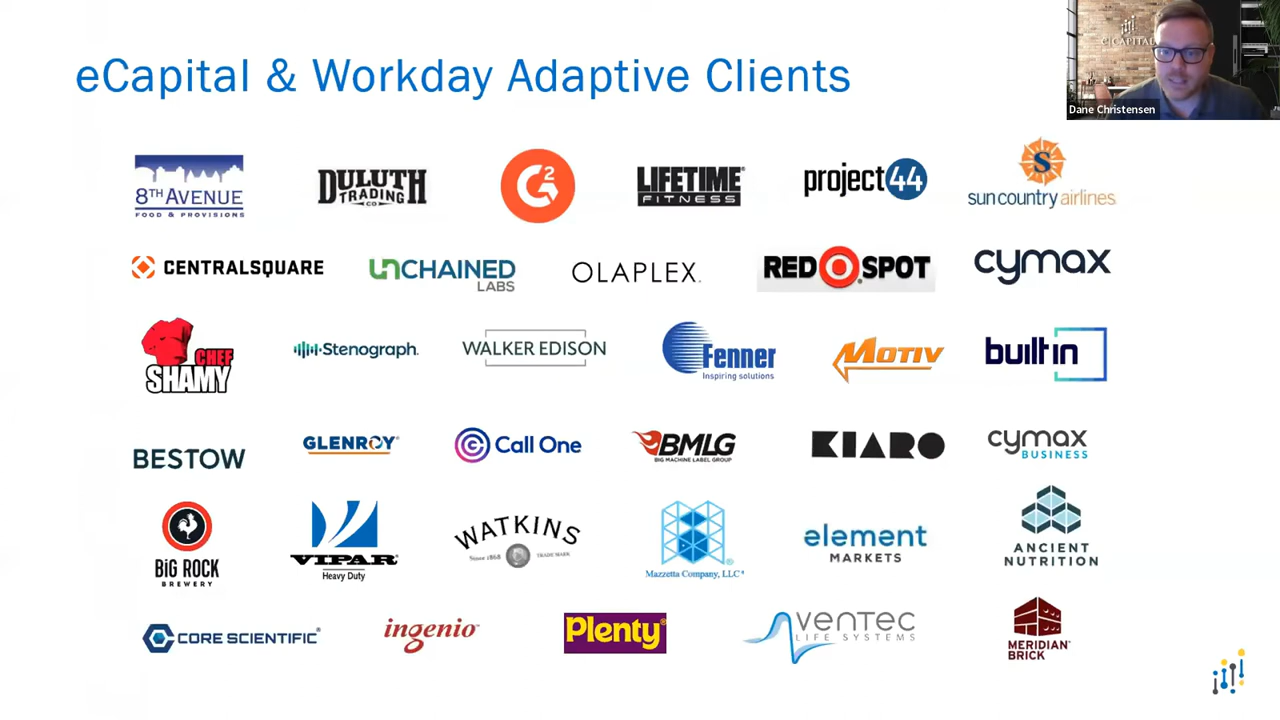 eCapital & Workday Adaptive Clients
eCAPITAL
Dane Christensen
8TH AVENUE
FOOD & PROVISIONS
DULUTH
TRADING
CO
G2
LIFETIME
FITNESS
project44
S
sun country airlines
CENTRALSQUARE
UNCHAINED
LABS
OLAPLEX.
RED SPOT
cymax
CHEF
SHAMY
Stenograph
WALKER EDISON
Fenner
Inspiring solutions
MOTIV
built in
BESTOW
GLENROY
Call One
BMLG
BIG MACHINE LABEL GROUP
KIARO
cymax
BUSINESS
BIG ROCK
BREWERY
VIPAR
Heavy Duty
WATKINS
Since 1868 TRADE MARK
Mazzetta Company, LLC
element
MARKETS
ANCIENT
NUTRITION
CORE SCIENTIFIC
ingenio
Plenty
VENTEC
LIFE SYSTEMS
MERIDIAN
BRICK